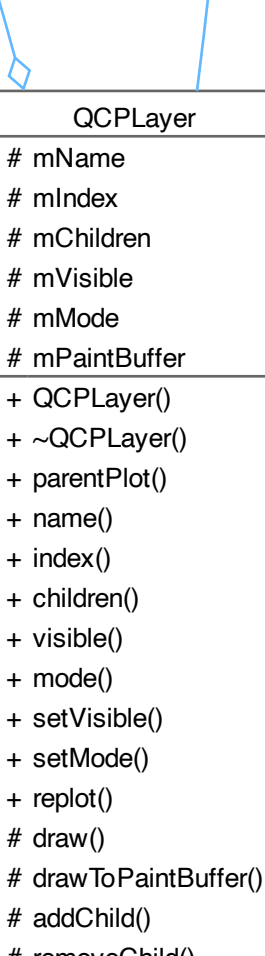 QCPLayer
# mName
# mIndex
# mChildren
# mVisible
# mMode
# mPaintBuffer
+ QCPLayer()
+ ~QCPLayer()
+ parentPlot()
+ name()
+ index()
+ children()
+ visible()
+ mode()
+ setVisible()
+ setMode()
+ replot()
# draw()
# drawToPaintBuffer()
# addChild()
# removeChild()